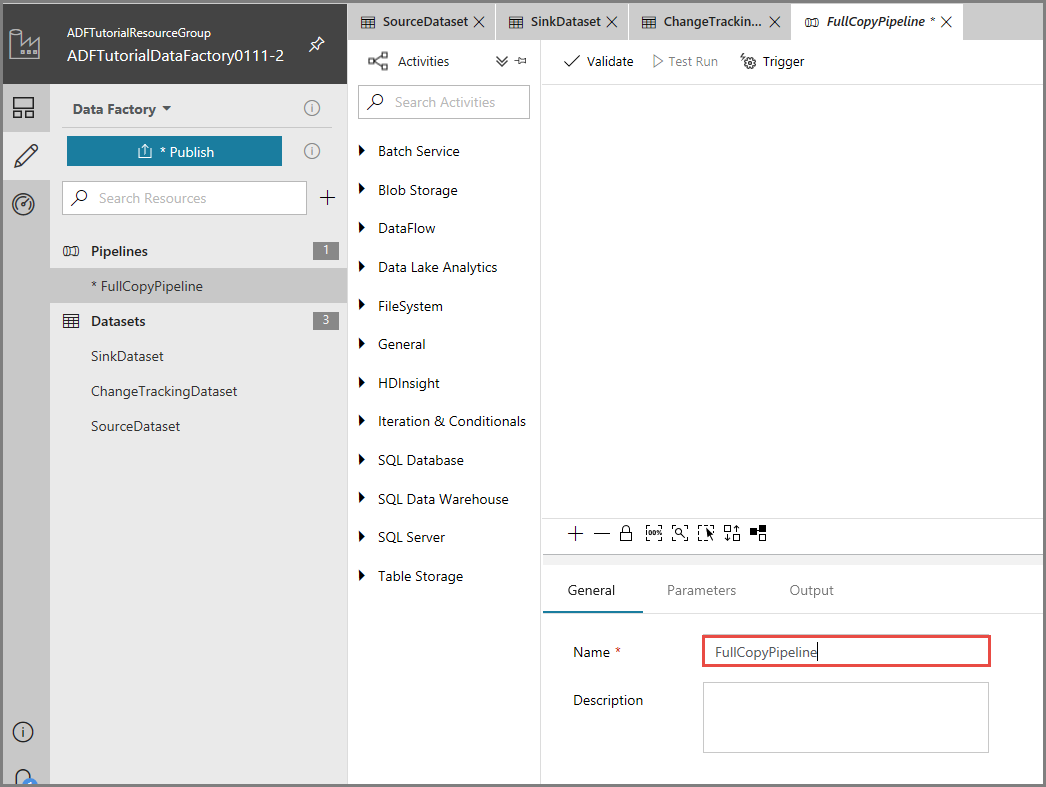 ADFTutorialResourceGroup
ADFTutorialDataFactory0111-2
SourceDataset
SinkDataset
ChangeTrackin...
FullCopyPipeline *
Data Factory
* Publish
Search Resources
Pipelines 1
* FullCopyPipeline
Datasets 3
SinkDataset
ChangeTrackingDataset
SourceDataset
Activities
Search Activities
Batch Service
Blob Storage
DataFlow
Data Lake Analytics
FileSystem
General
HDInsight
Iteration & Conditionals
SQL Database
SQL Data Warehouse
SQL Server
Table Storage
Validate
Test Run
Trigger
100%
General
Parameters
Output
Name *
FullCopyPipeline
Description